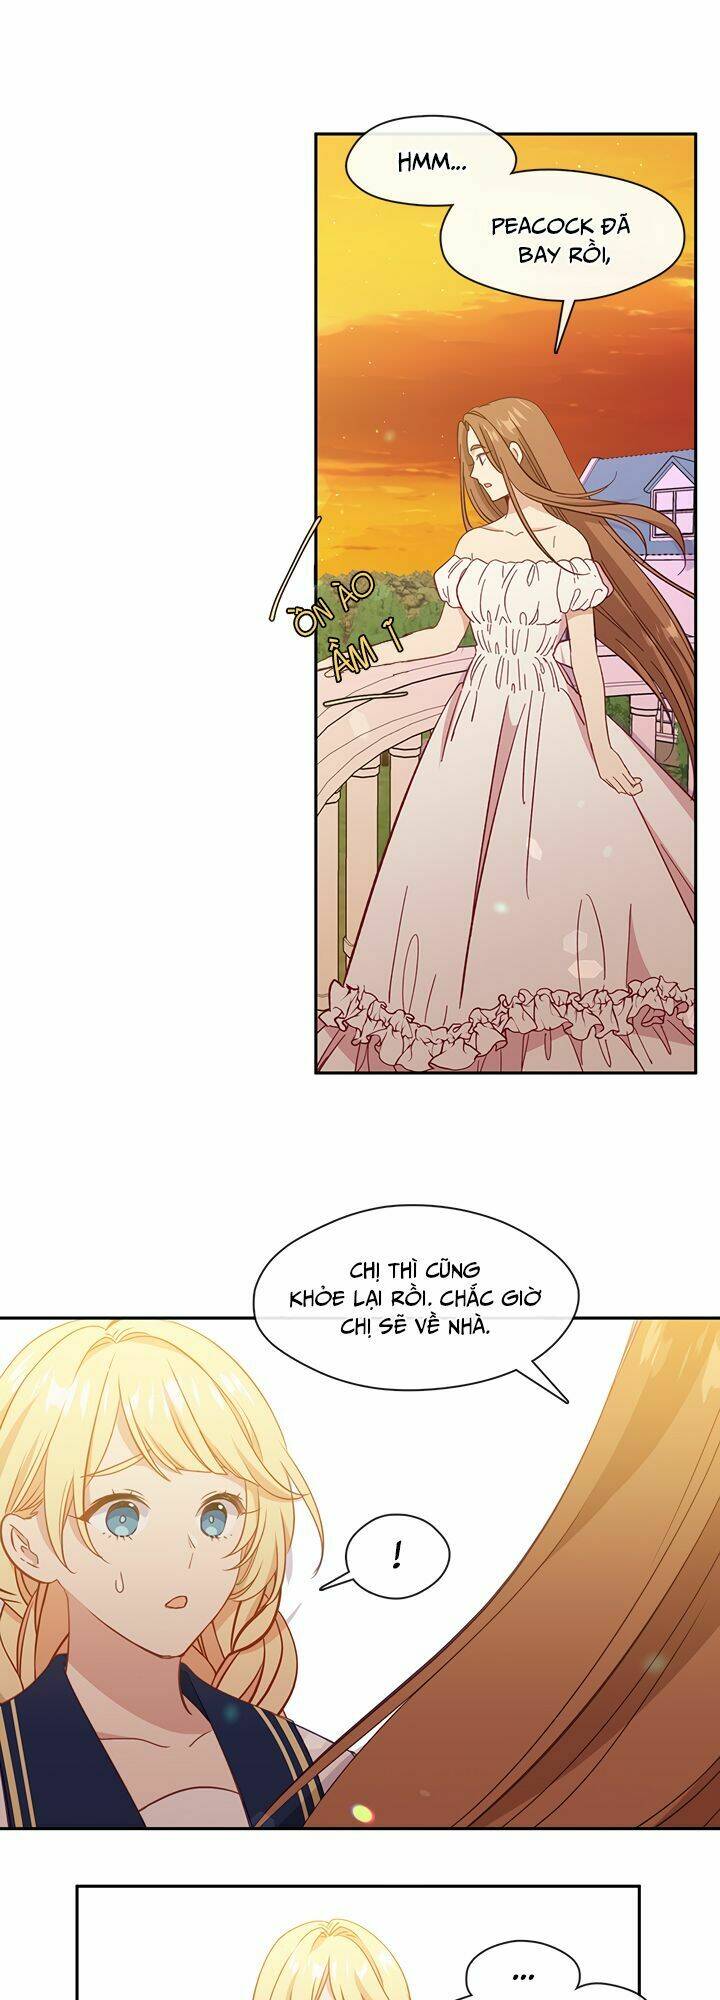 HMM...
PEACOCK ĐÃ
BAY RỒI,
ỒN ÀO
ẦM Ĩ
CHỊ THÌ CŨNG
KHỎE LẠI RỒI. CHẮC GIỜ
CHỊ SẼ VỀ NHÀ.
!
...